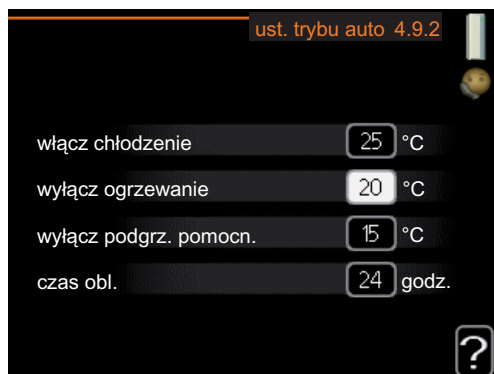 ust. trybu auto 4.9.2
włącz chłodzenie 25 °C
wyłącz ogrzewanie 20 °C
wyłącz podgrz. pomocn. 15 °C
czas obl. 24 godz.
?